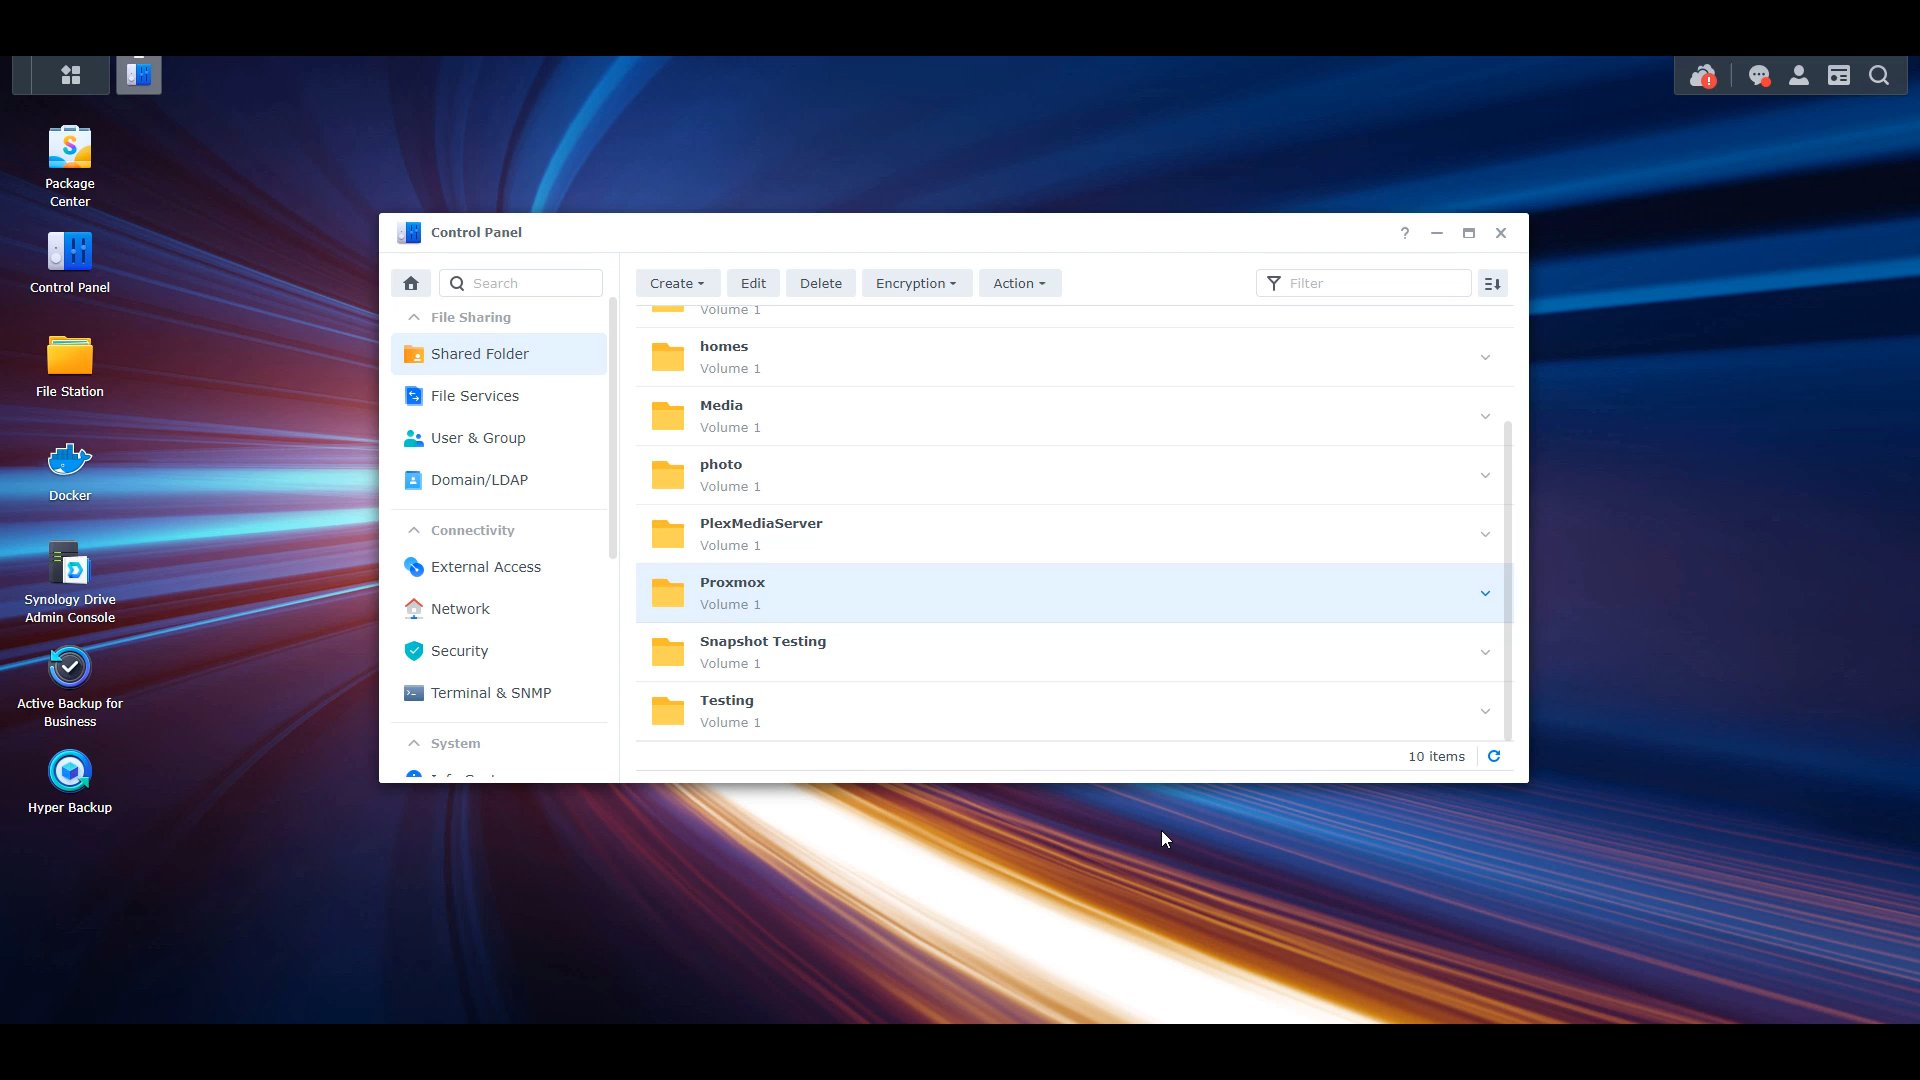 Package
Center
Control Panel
File Station
Docker
Synology Drive
Admin Console
Active Backup for
Business
Hyper Backup
Control Panel
?
Search
File Sharing
Shared Folder
File Services
User & Group
Domain/LDAP
Connectivity
External Access
Network
Security
Terminal & SNMP
System
Create
Edit
Delete
Encryption
Action
Filter
Volume 1
homes
Volume 1
Media
Volume 1
photo
Volume 1
PlexMediaServer
Volume 1
Proxmox
Volume 1
Snapshot Testing
Volume 1
Testing
Volume 1
10 items